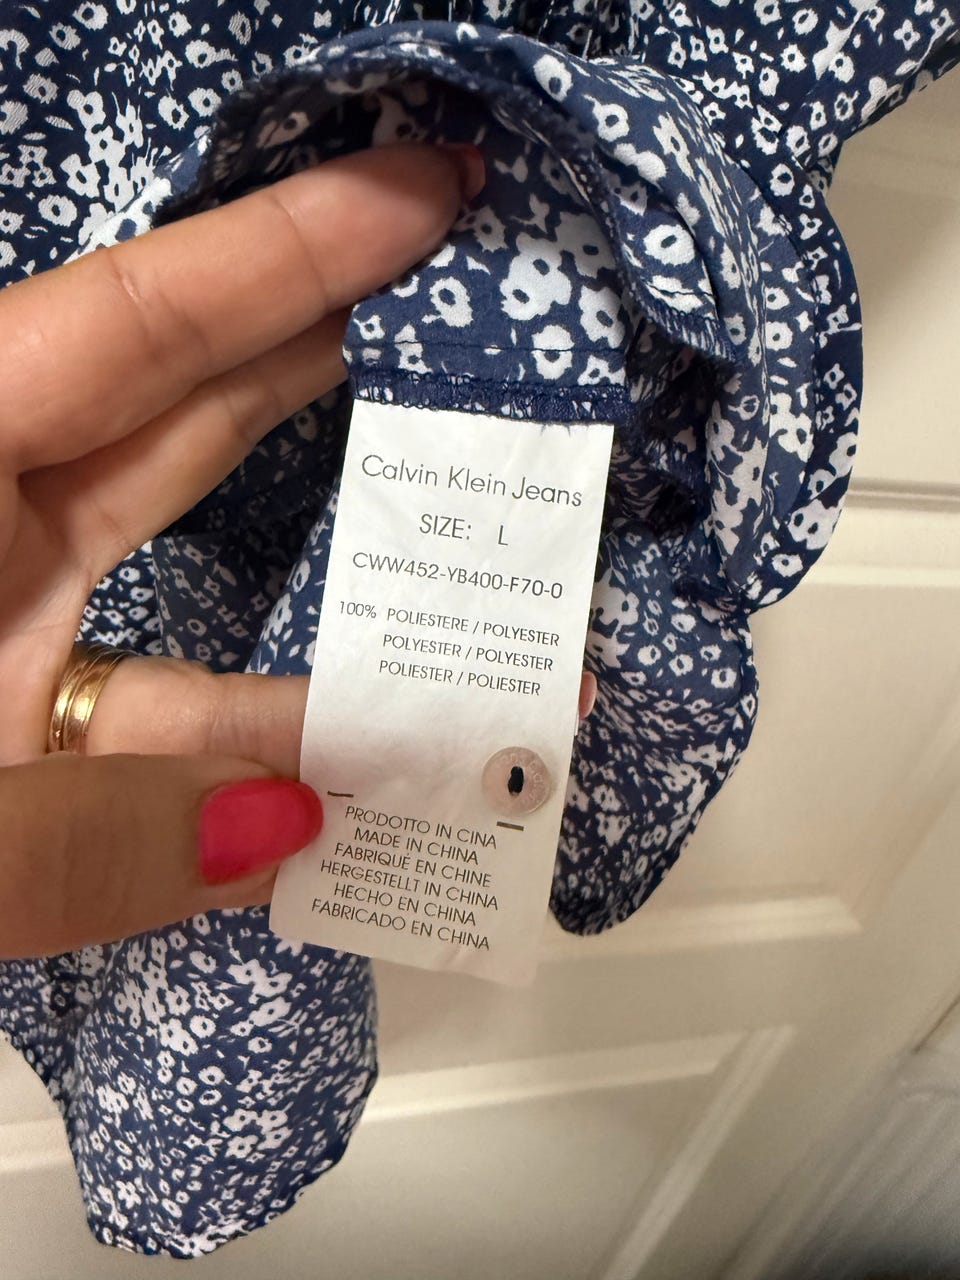 Calvin Klein Jeans
SIZE: L
CWW452-YB400-F70-0
100% POLIESTERE / POLYESTER
POLYESTER / POLYESTER
POLIESTER / POLIESTER
PRODOTTO IN CINA
MADE IN CHINA
FABRIQUÉ EN CHINE
HERGESTELLT IN CHINA
HECHO EN CHINA
FABRICADO EN CHINA